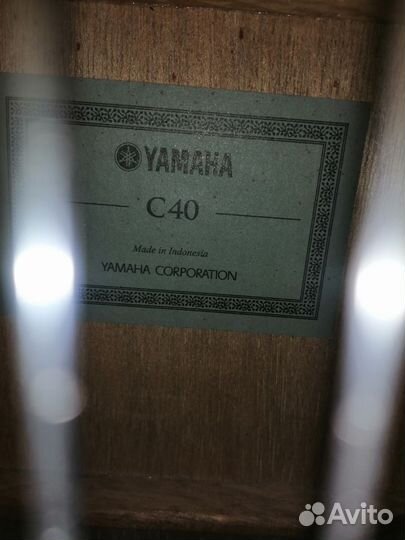 YAMAHA
C40
Made in Indonesia
YAMAHA CORPORATION
Avito